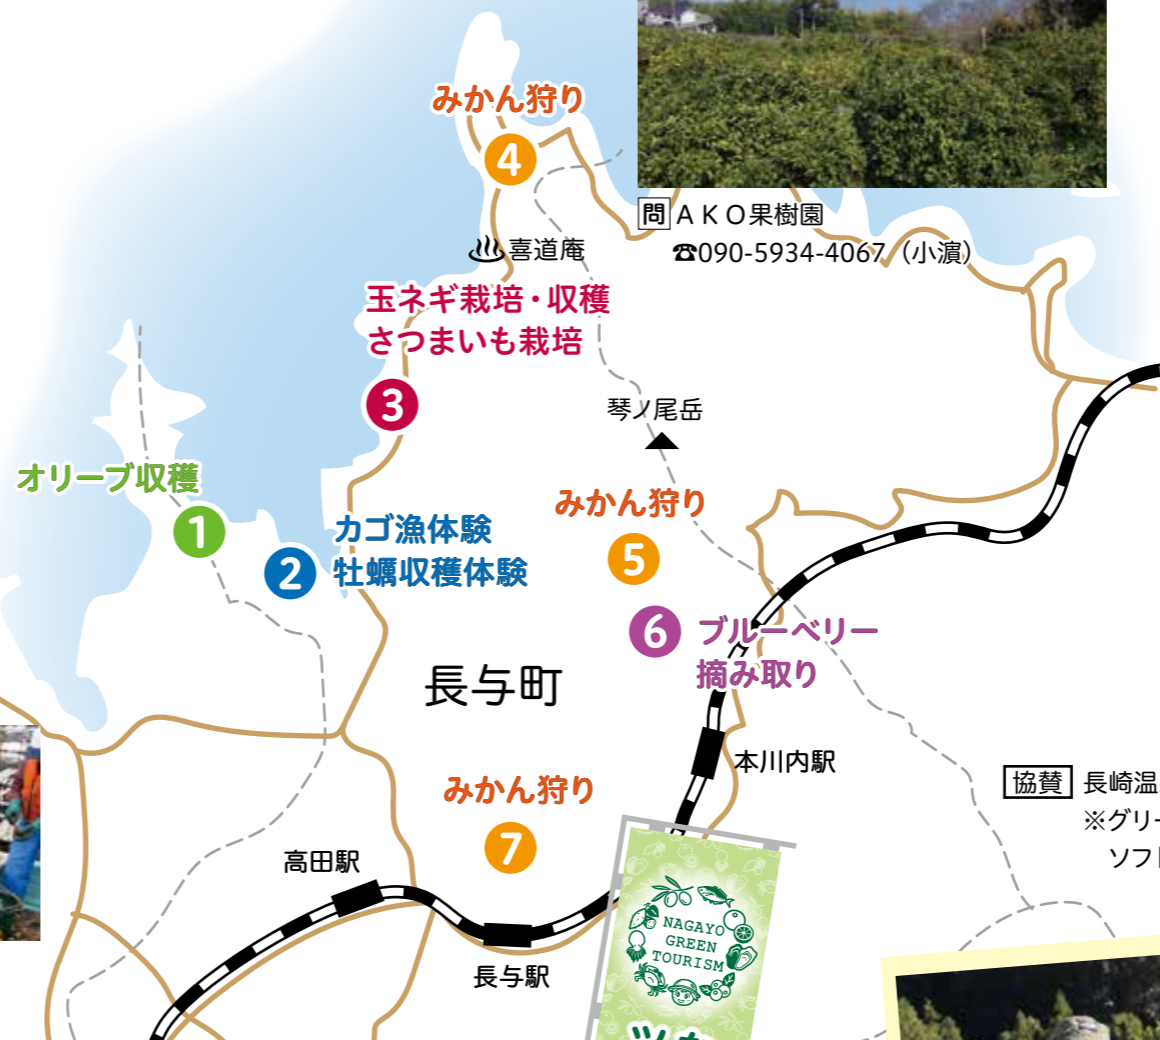 みかん狩り
4
問 AKO果樹園
☎090-5934-4067（小濵）
喜道庵
玉ネギ栽培・収穫
さつまいも栽培
3
琴ノ尾岳
オリーブ収穫
1
カゴ漁体験
牡蠣収穫体験
2
みかん狩り
5
6
ブルーベリー
摘み取り
長与町
本川内駅
みかん狩り
7
高田駅
長与駅
協賛 長崎温
※グリー
ソフト
NAGAYO
GREEN
TOURISM